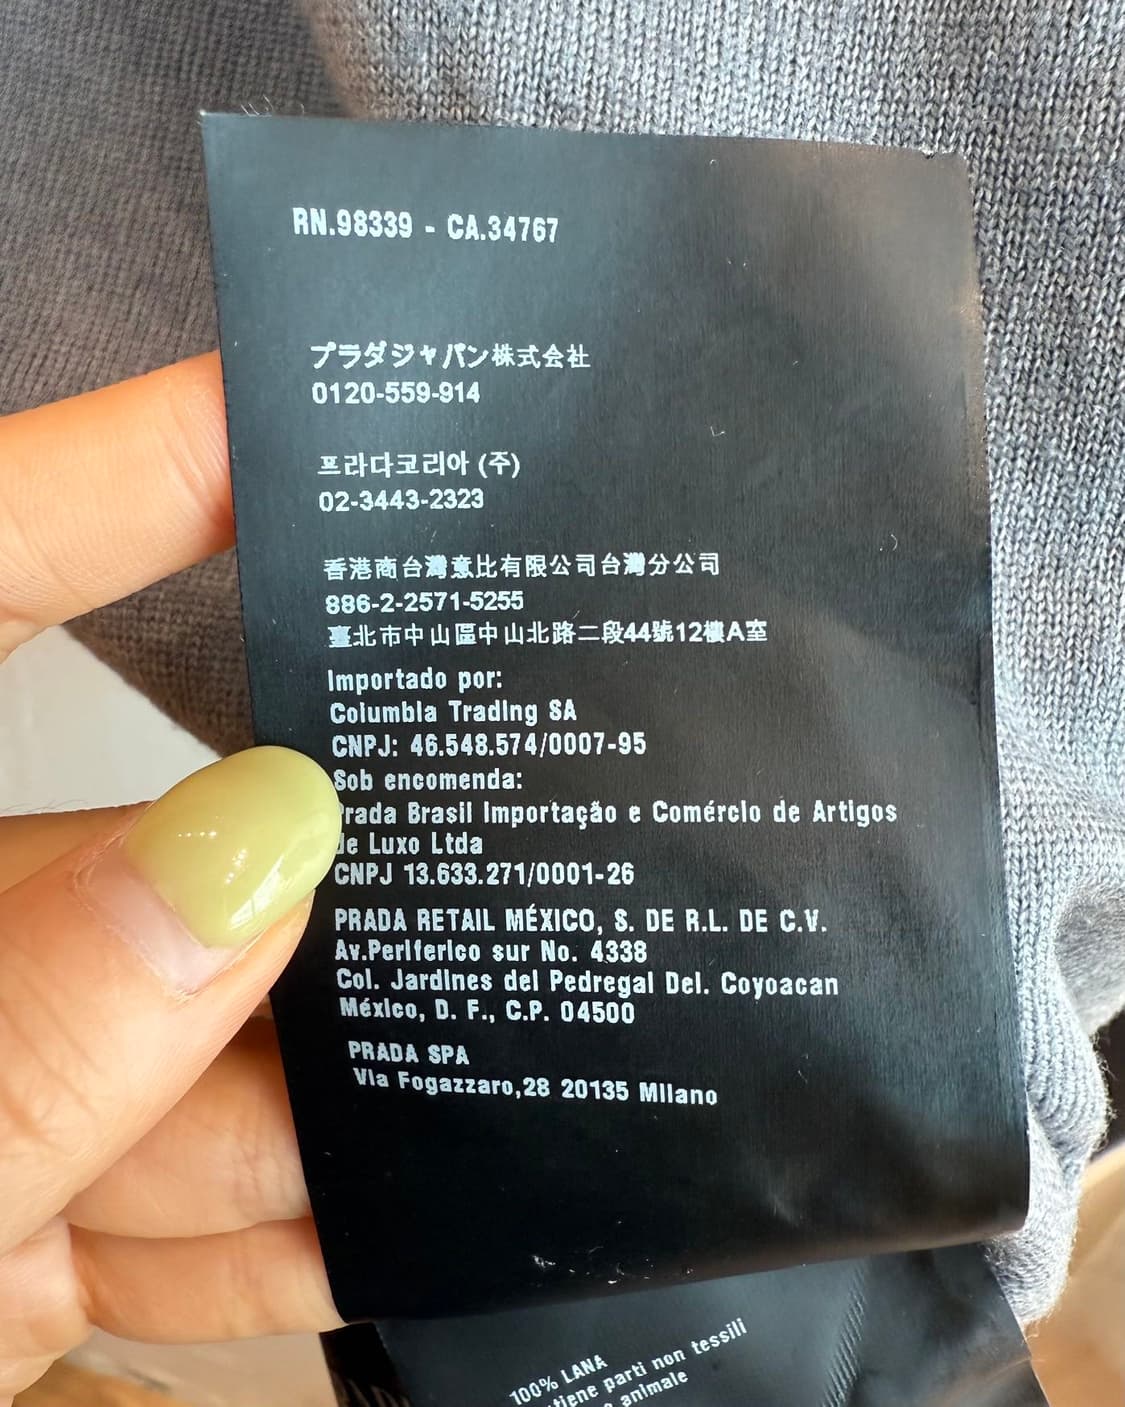 RN.98339 - CA.34767
プラダジャパン株式会社
0120-559-914
프라다코리아 (주)
02-3443-2323
香港商台灣意比有限公司台灣分公司
886-2-2571-5255
臺北市中山區中山北路二段44號12樓A室
Importado por:
Columbia Trading SA
CNPJ: 46.548.574/0007-95
Sob encomenda:
Prada Brasil Importação e Comércio de Artigos
de Luxo Ltda
CNPJ 13.633.271/0001-26
PRADA RETAIL MÉXICO, S. DE R.L. DE C.V.
Av.Periferico sur No. 4338
Col. Jardines del Pedregal Del. Coyoacan
México, D. F., C.P. 04500
PRADA SPA
Via Fogazzaro,28 20135 Milano
100% LANA
parti non tessili
animale